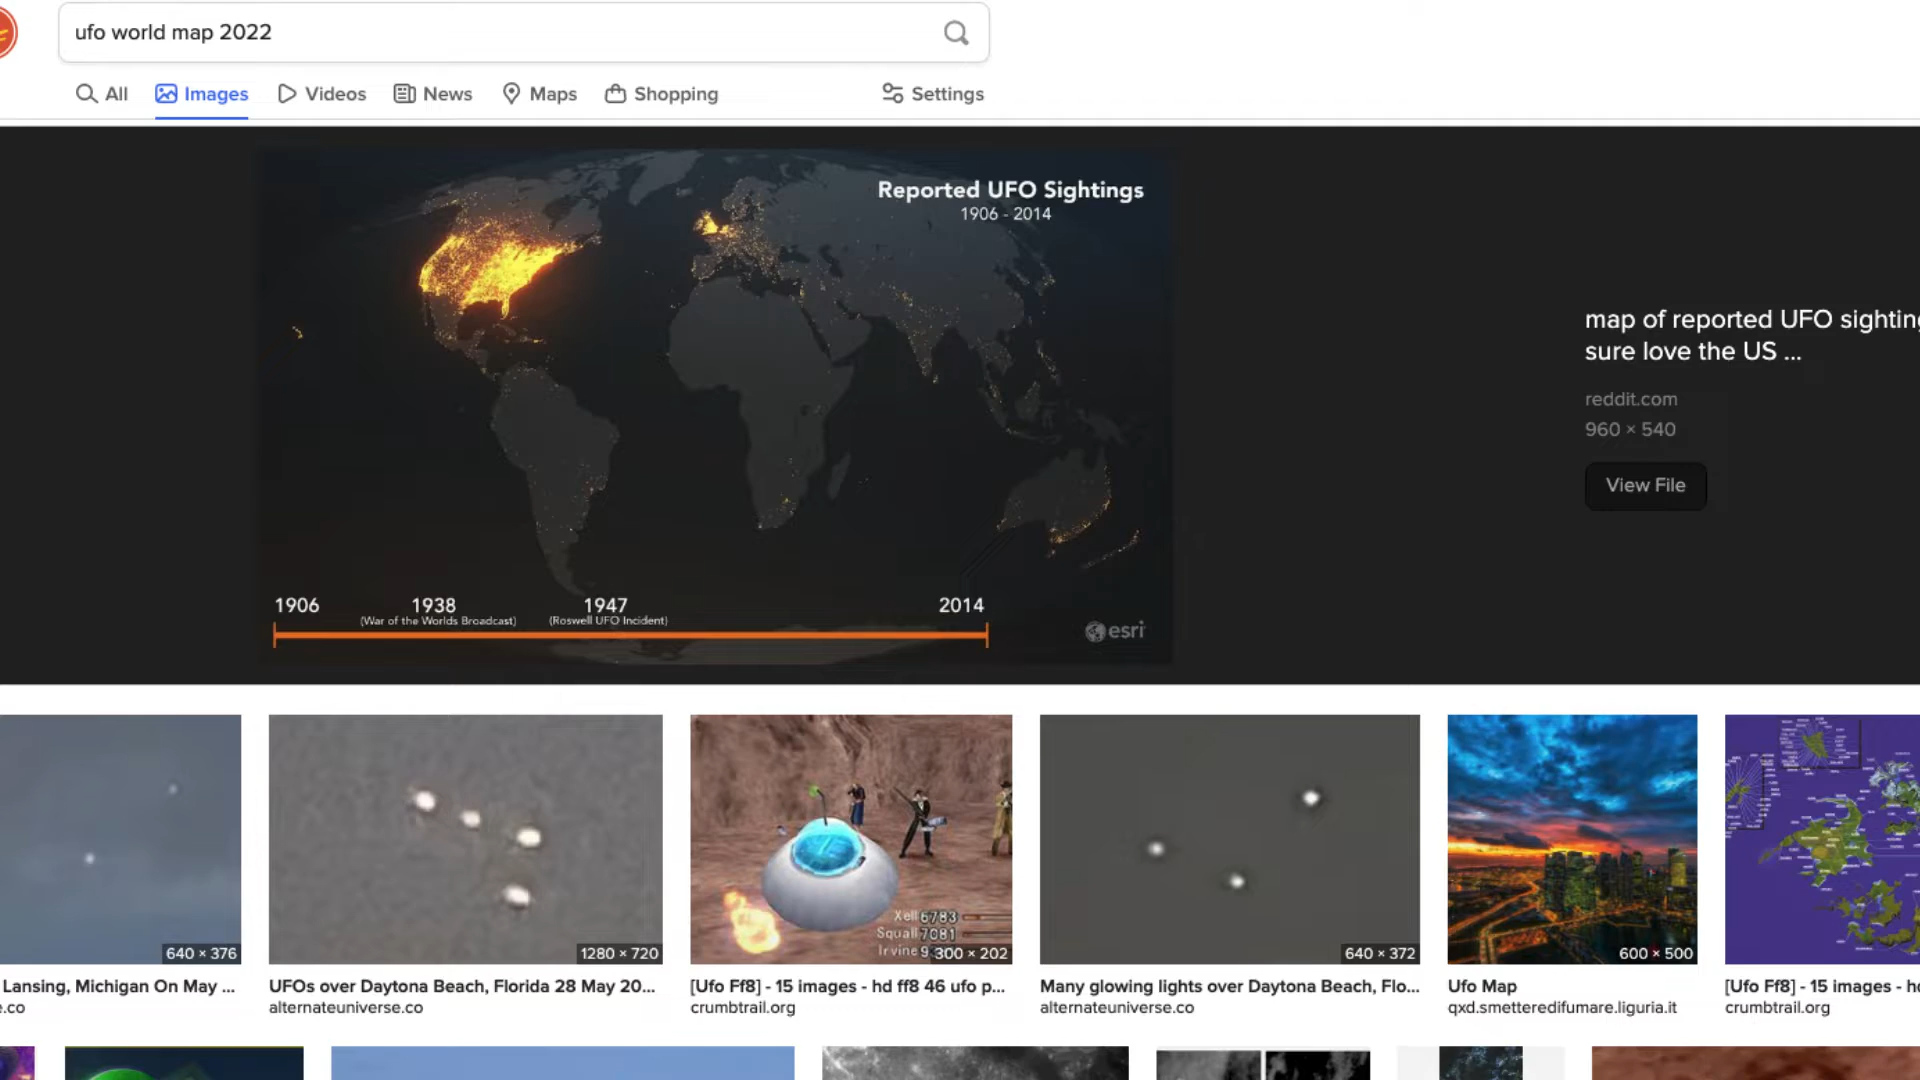 ufo world map 2022
All Images Videos News Maps Shopping Settings
Reported UFO Sightings
1906 - 2014
1906 1938 1947 2014
(War of the Worlds Broadcast) (Roswell UFO Incident)
esri
map of reported UFO sighting
sure love the US ...
reddit.com
960 × 540
View File
640 × 376
1280 × 720
Xell 6783
Squall 7081
Irvine 9
300 × 202
640 × 372
600 × 500
Lansing, Michigan On May ...
.co
UFOs over Daytona Beach, Florida 28 May 20...
alternateuniverse.co
[Ufo Ff8] - 15 images - hd ff8 46 ufo p...
crumbtrail.org
Many glowing lights over Daytona Beach, Flo...
alternateuniverse.co
Ufo Map
qxd.smetteredifumare.liguria.it
[Ufo Ff8] - 15 images - h
crumbtrail.org